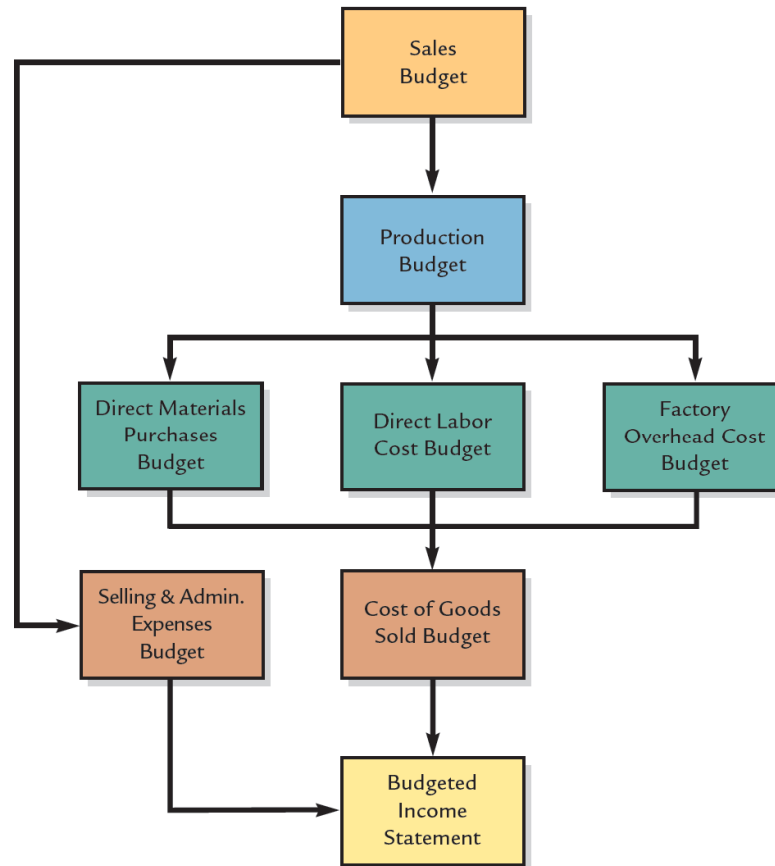 Sales
Budget
Production
Budget
Direct Materials
Purchases
Budget
Direct Labor
Cost Budget
Factory
Overhead Cost
Budget
Selling & Admin.
Expenses
Budget
Cost of Goods
Sold Budget
Budgeted
Income
Statement